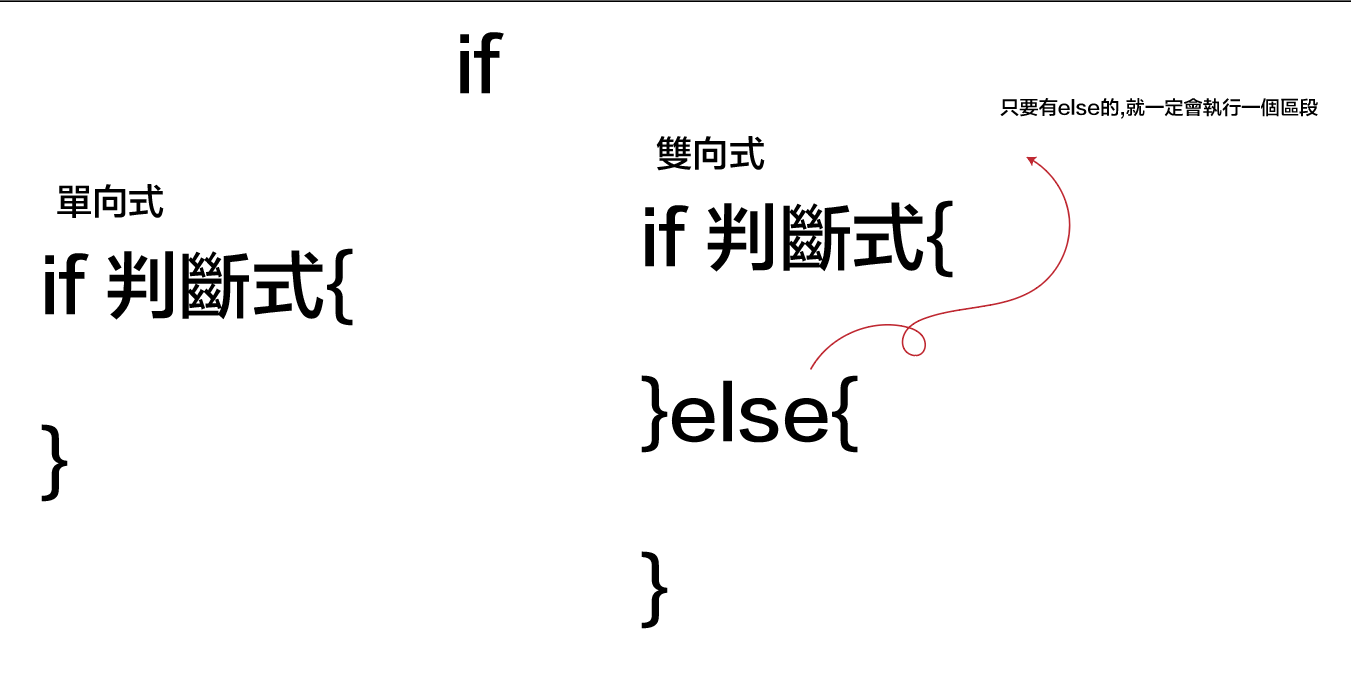 if
單向式
if 判斷式{
}
雙向式
if 判斷式{
}else{
}
只要有else的,就一定會執行一個區段